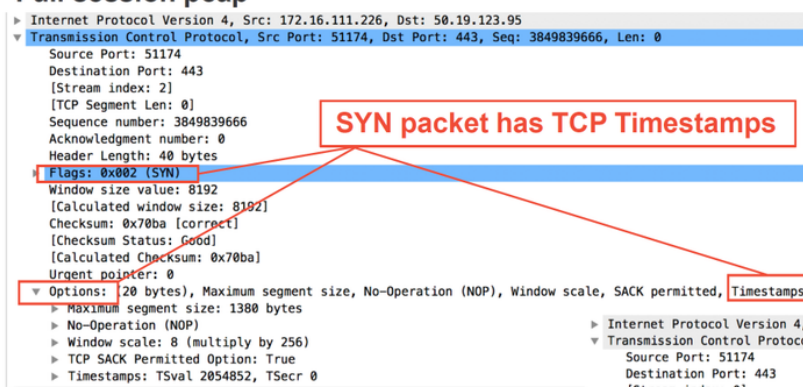 Full session pcap
Internet Protocol Version 4, Src: 172.16.111.226, Dst: 50.19.123.95
Transmission Control Protocol, Src Port: 51174, Dst Port: 443, Seq: 3849839666, Len: 0
Source Port: 51174
Destination Port: 443
[Stream index: 2]
[TCP Segment Len: 0]
Sequence number: 3849839666
Acknowledgment number: 0
Header Length: 40 bytes
SYN packet has TCP Timestamps
Flags: 0x002 (SYN)
Window size value: 8192
[Calculated window size: 8192]
Checksum: 0x70ba [correct]
[Checksum Status: Good]
[Calculated Checksum: 0x70ba]
Urgent pointer: 0
Options: (20 bytes), Maximum segment size, No-Operation (NOP), Window scale, SACK permitted, Timestamps
Maximum segment size: 1380 bytes
No-Operation (NOP)
Window scale: 8 (multiply by 256)
TCP SACK Permitted Option: True
Timestamps: TSval 2054852, TSecr 0
Internet Protocol Version 4,
Transmission Control Protoco
Source Port: 51174
Destination Port: 443